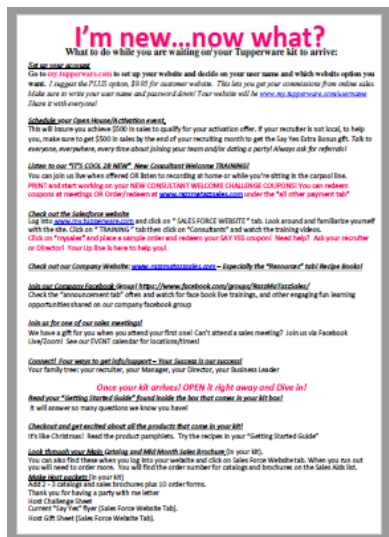 I'm new...now what?
What to do while you are waiting on your Tupperware kit to arrive:
Set up your account
Go to my.tupperware.com to set up your website and decide on your user name and which website option you
want. I suggest the PLUS option, $9.95 for customer website. This lets you get your commissions from online sales.
Make sure to write your user name and password down! Your website will be www.my.tupperware.com/username
Share it with everyone!
Schedule your Open House/Activation event,
This will insure you achieve $500 in sales to qualify for your activation offer. If your recruiter is not local, to help
you, make sure to get $500 in sales by the end of your recruiting month to get the Say Yes Extra Bonus gift. Talk to
everyone, everywhere, every time about joining your team and/or dating a party! Always ask for referrals!
Listen to our "IT'S COOL 2B NEW" New Consultant Welcome TRAINING!
You can join us live when offered OR listen to recording at home or while you're sitting in the carpool line.
PRINT and start working on your NEW CONSULTANT WELCOME CHALLENGE COUPONS! You can redeem
coupons at meetings OR Order/redeem at www.razzmatazzsales.com under the "all other payment tab"
Check out the Salesforce website
Log into www.my.tupperware.com and click on " SALES FORCE WEBSITE " tab. Look around and familiarize yourself
with the site. Click on " TRAINING " tab then click on "Consultants" and watch the training videos.
Click on "mysales" and place a sample order and redeem your SAY YES coupon! Need help? Ask your recruiter
or Director! Your Up line is here to help you!
Check out our Company Website: www.razzmatazzsales.com – Especially the "Resources" tab! Recipe Books!
Join our Company Facebook Group! https://www.facebook.com/groups/RazzMaTazzSales/
Check the "announcement tab" often and watch for face book live trainings, and other engaging fun learning
opportunities shared on our company facebook group
Join us for one of our sales meetings!
We have a gift for you when you attend your first one! Can't attend a sales meeting? Join us via Facebook
Live/Zoom! See our EVENT calendar for locations/times!
Connect! Four ways to get info/support – Your Success is our success!
Your family tree: your recruiter, your Manager, your Director, your Business Leader
Once your kit arrives! OPEN it right away and Dive in!
Read your "Getting Started Guide" found inside the box that comes in your kit box!
It will answer so many questions we know you have!
Checkout and get excited about all the products that come in your kit!
It's like Christmas! Read the product pamphlets. Try the recipes in your "Getting Started Guide"
Look through your Main Catalog and Mid Month Sales Brochure (in your kit).
You can also find these when you log into your website and click on Sales Force Website tab. When you run out
you will need to order more. You will find the order number for catalogs and brochures on the Sales Aids list.
Make Host packets (in your kit)
Add 2 - 3 catalogs and sales brochures plus 10 order forms.
Thank you for having a party with me letter
Host Challenge Sheet
Current "Say Yes" flyer (Sales Force Website Tab).
Host Gift Sheet (Sales Force Website Tab).